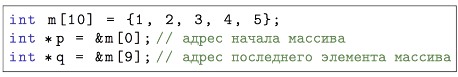 int m[10] = {1, 2, 3, 4, 5};
int *p = &m[0]; // адрес начала массива
int *q = &m[9]; // адрес последнего элемента массива